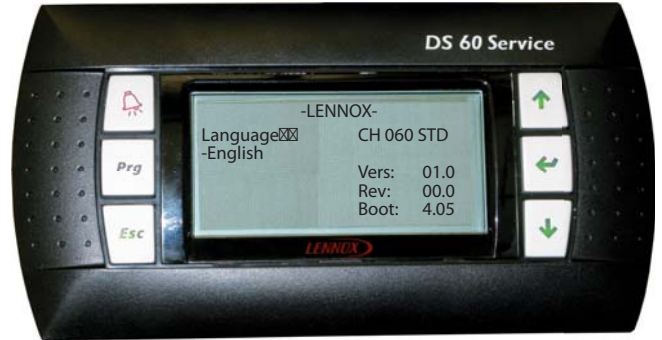 DS 60 Service
-LENNOX-
Language☒☒ CH 060 STD
-English
Vers: 01.0
Rev: 00.0
Boot: 4.05
Prg
Esc
LENNOX